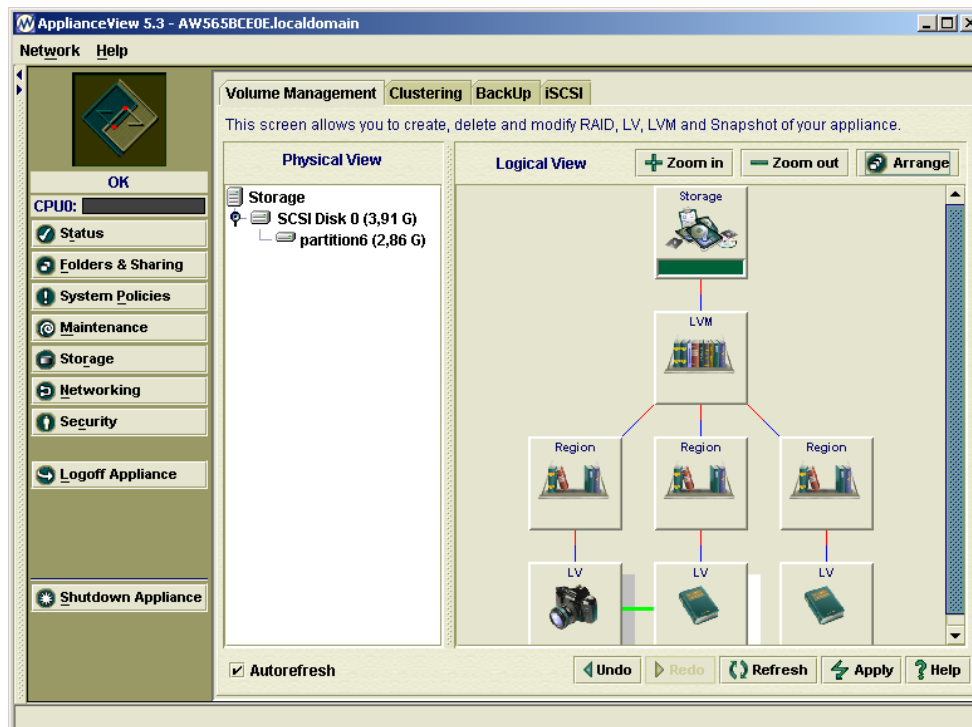 ApplianceView 5.3 - AW565BCE0E.localdomain
Network Help
Volume Management Clustering BackUp iSCSI
This screen allows you to create, delete and modify RAID, LV, LVM and Snapshot of your appliance.
Physical View
Logical View Zoom in Zoom out Arrange
OK
CPU0:
Status
Folders & Sharing
System Policies
Maintenance
Storage
Networking
Security
Logoff Appliance
Shutdown Appliance
Storage
SCSI Disk 0 (3,91 G)
partition6 (2,86 G)
Storage
LVM
Region Region Region
LV LV LV
Autorefresh
Undo Redo Refresh Apply Help